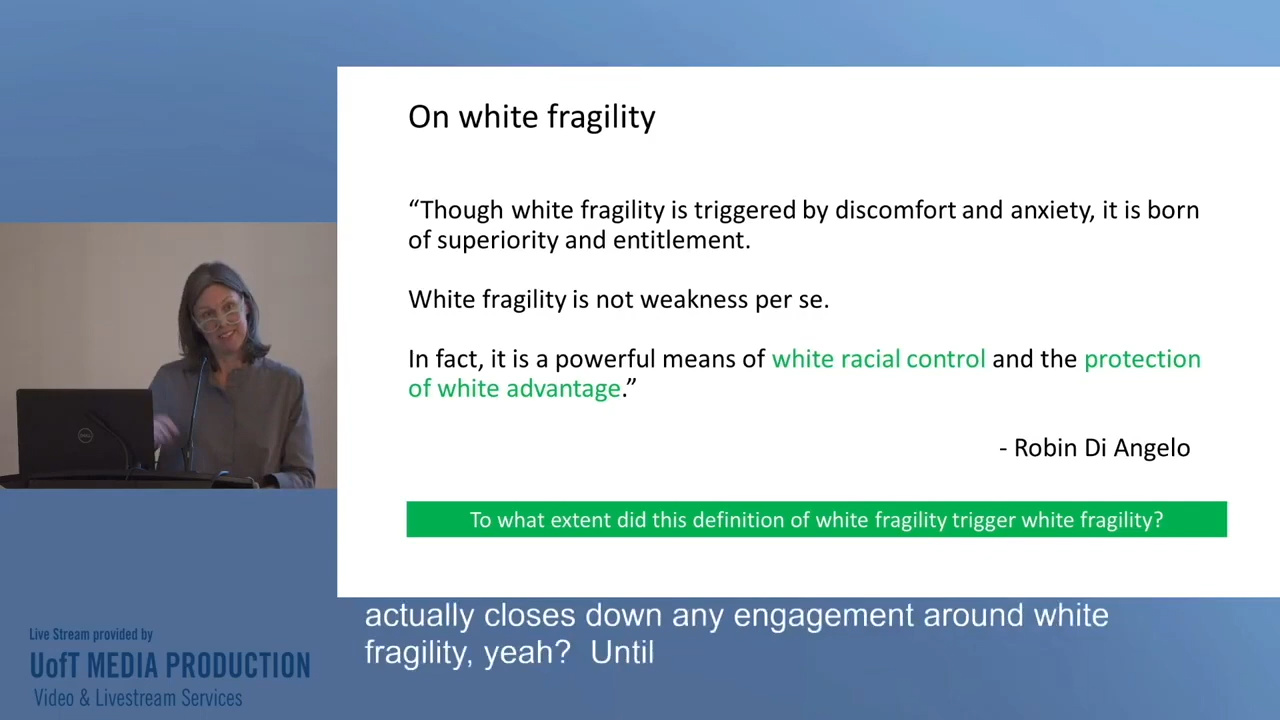 On white fragility
“Though white fragility is triggered by discomfort and anxiety, it is born
of superiority and entitlement.
White fragility is not weakness per se.
In fact, it is a powerful means of white racial control and the protection
of white advantage.”
- Robin Di Angelo
To what extent did this definition of white fragility trigger white fragility?
actually closes down any engagement around white
fragility, yeah?  Until
Live Stream provided by
UofT MEDIA PRODUCTION
Video & Livestream Services